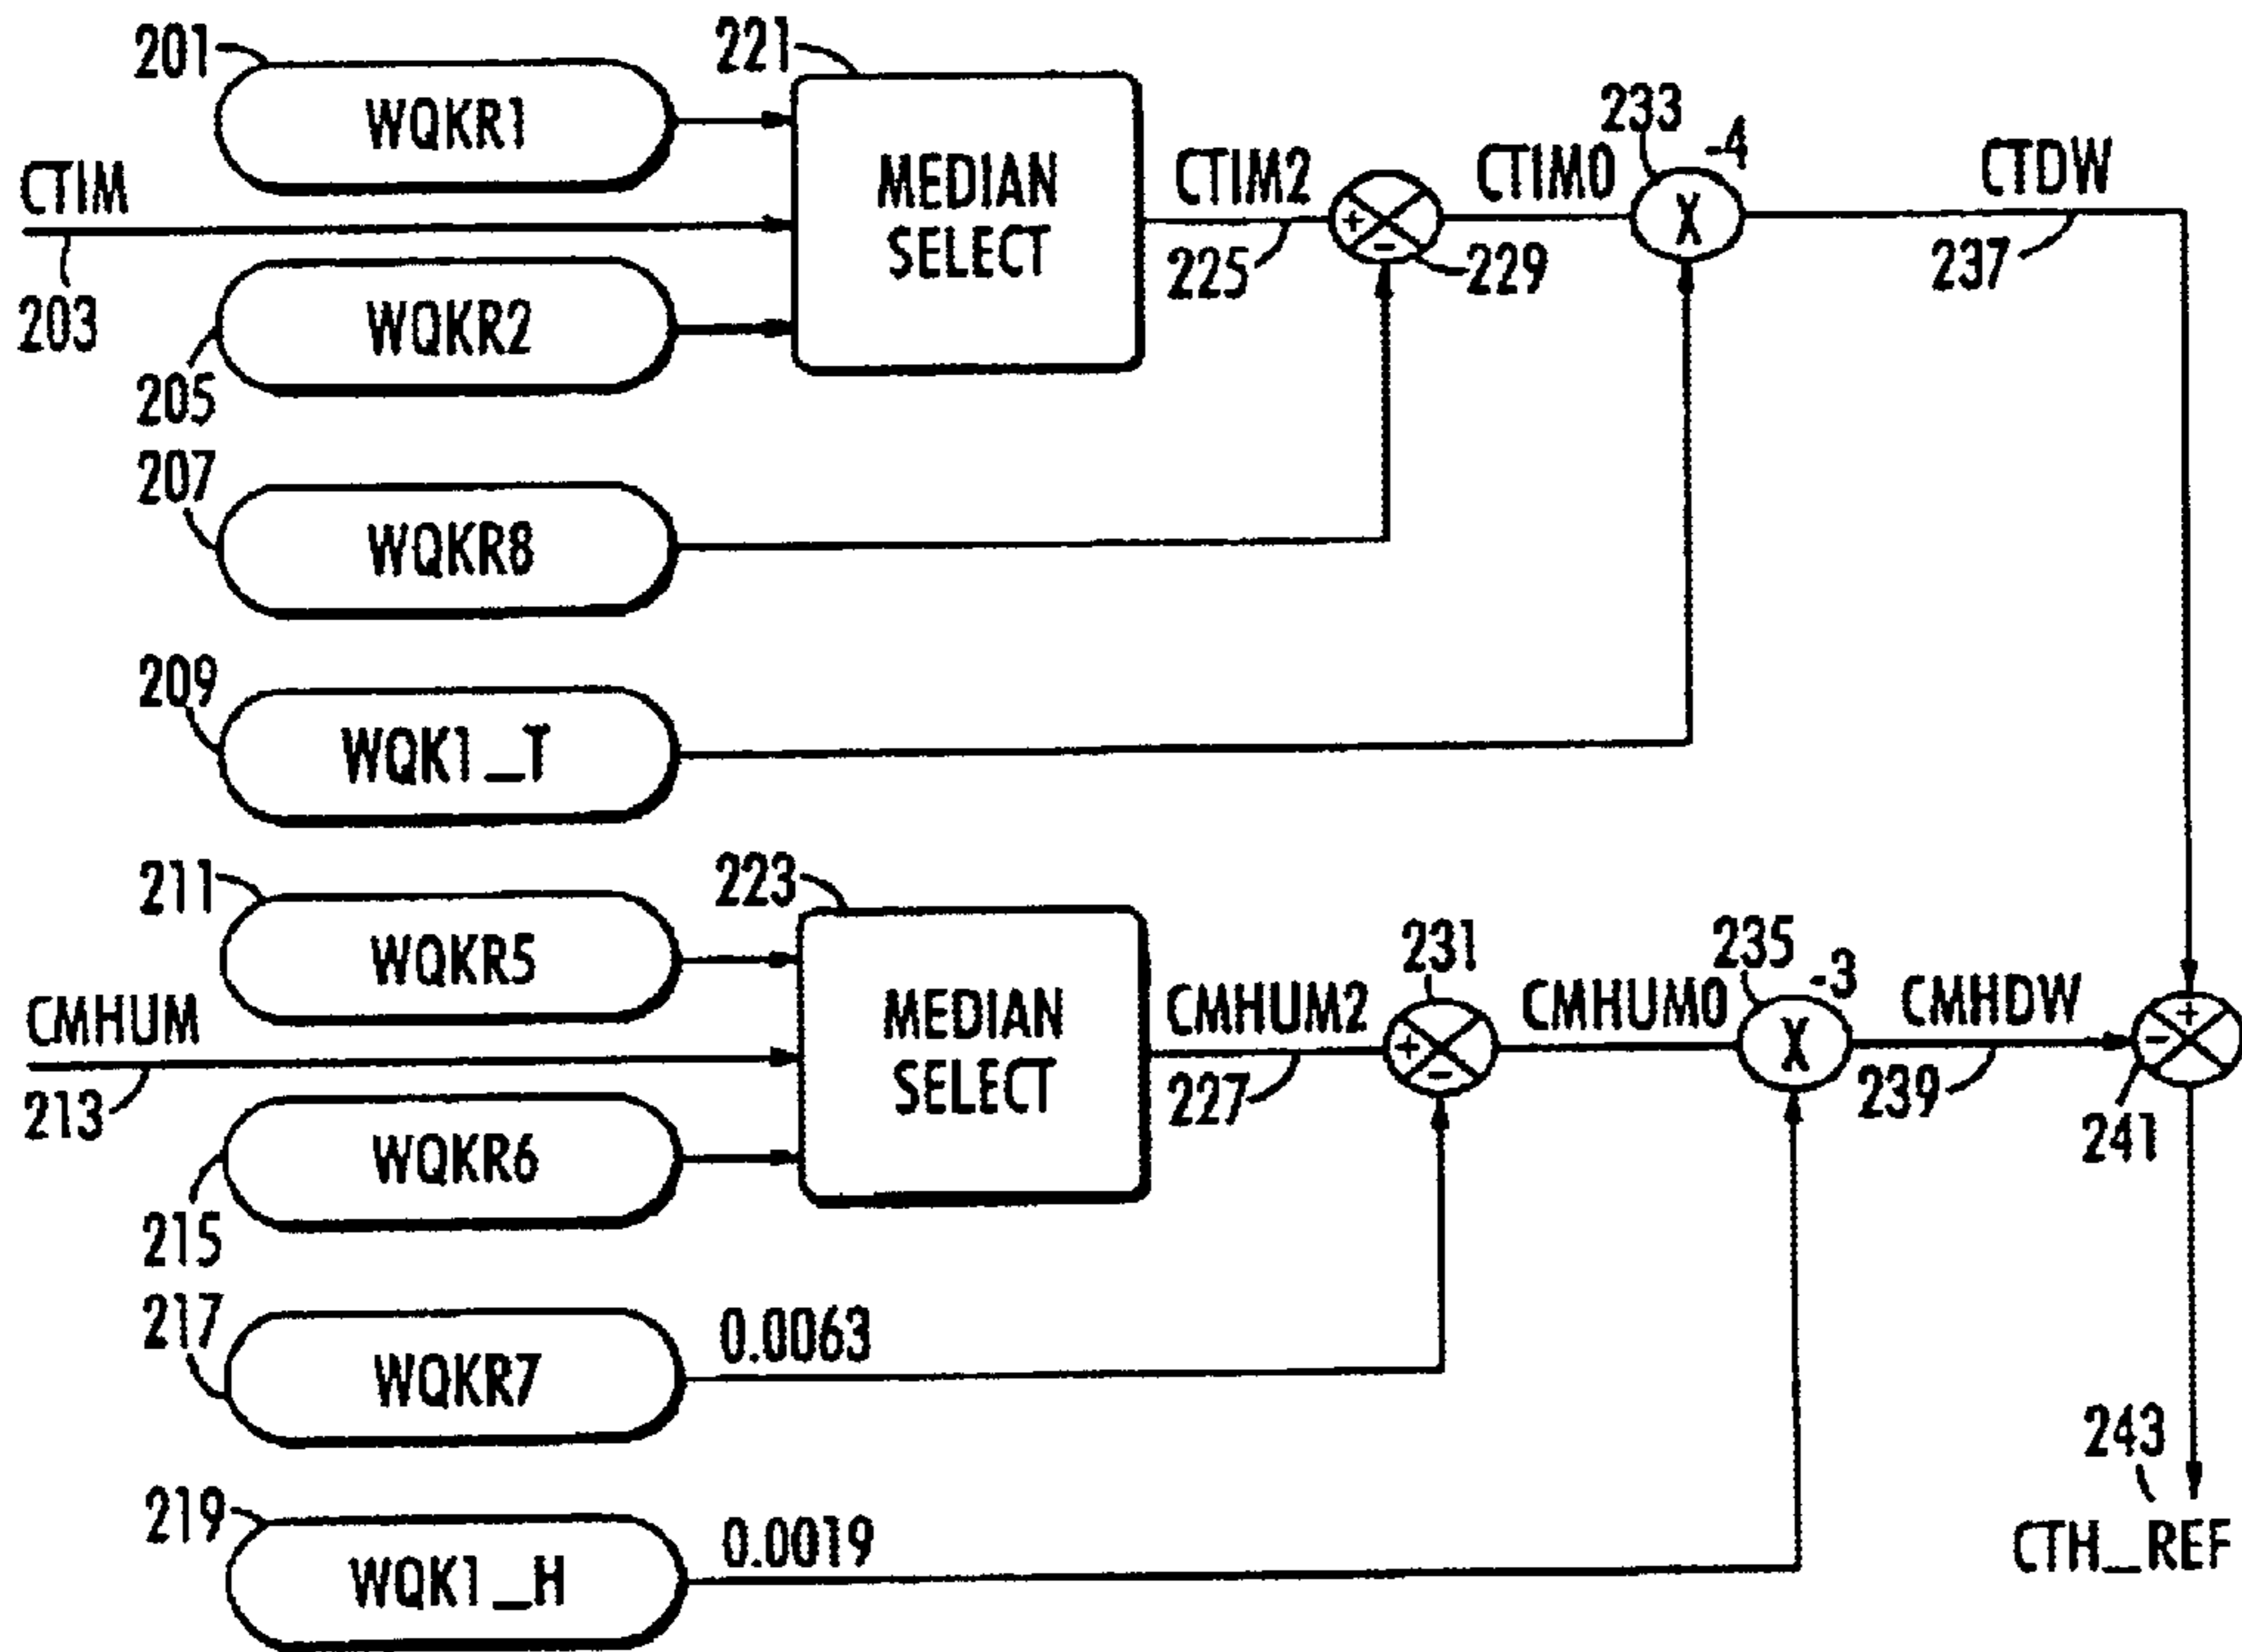 201
WQKR1
221
MEDIAN
SELECT
CTIM
203
WQKR2
205
CTIM2
225
229
CTIM0
233
-4
CTDW
237
207
WQKR8
209
WQK1_T
211
WQKR5
223
MEDIAN
SELECT
CMHUM
213
WQKR6
215
CMHUM2
227
231
CMHUM0
235
-3
CMHDW
239
241
217
WQKR7
0.0063
219
WQK1_H
0.0019
243
CTH_REF
X
X
+
-
+
-
+
-